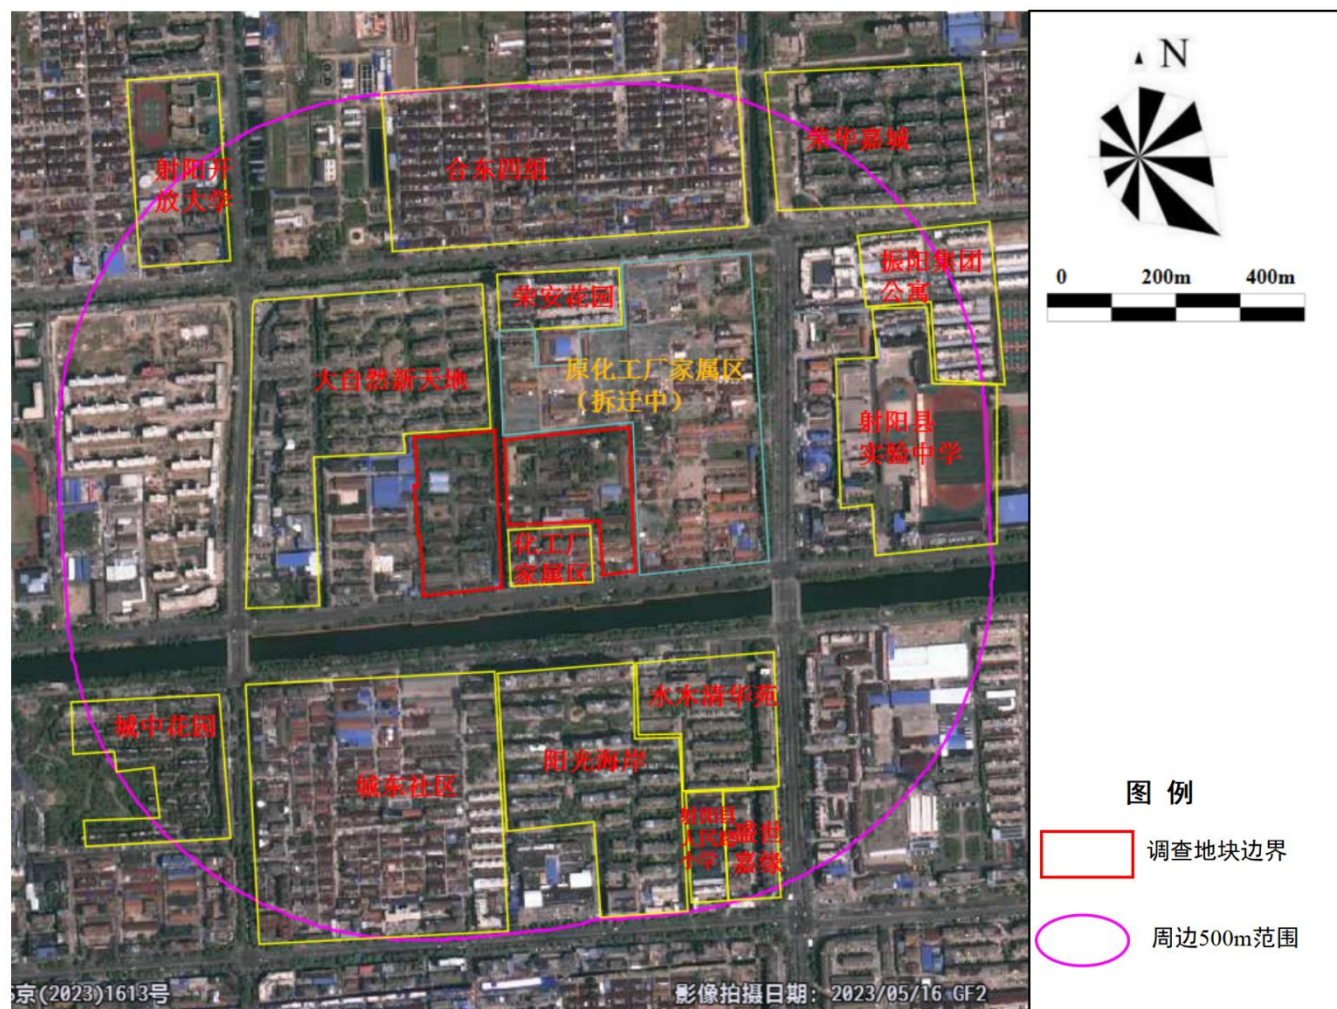 N
0 200m 400m
射阳开
放大学
合东四组
荣华嘉城
振阳集团
公寓
荣安花园
大自然新天地
原化工厂家属区
（拆迁中）
射阳县
实验中学
化工厂
家属区
城中花园
城东社区
阳光海岸
水木清华苑
射阳县
人民路
小学
盛世
嘉缘
图 例
调查地块边界
周边500m范围
京(2023)1613号
影像拍摄日期: 2023/05/16 GF2